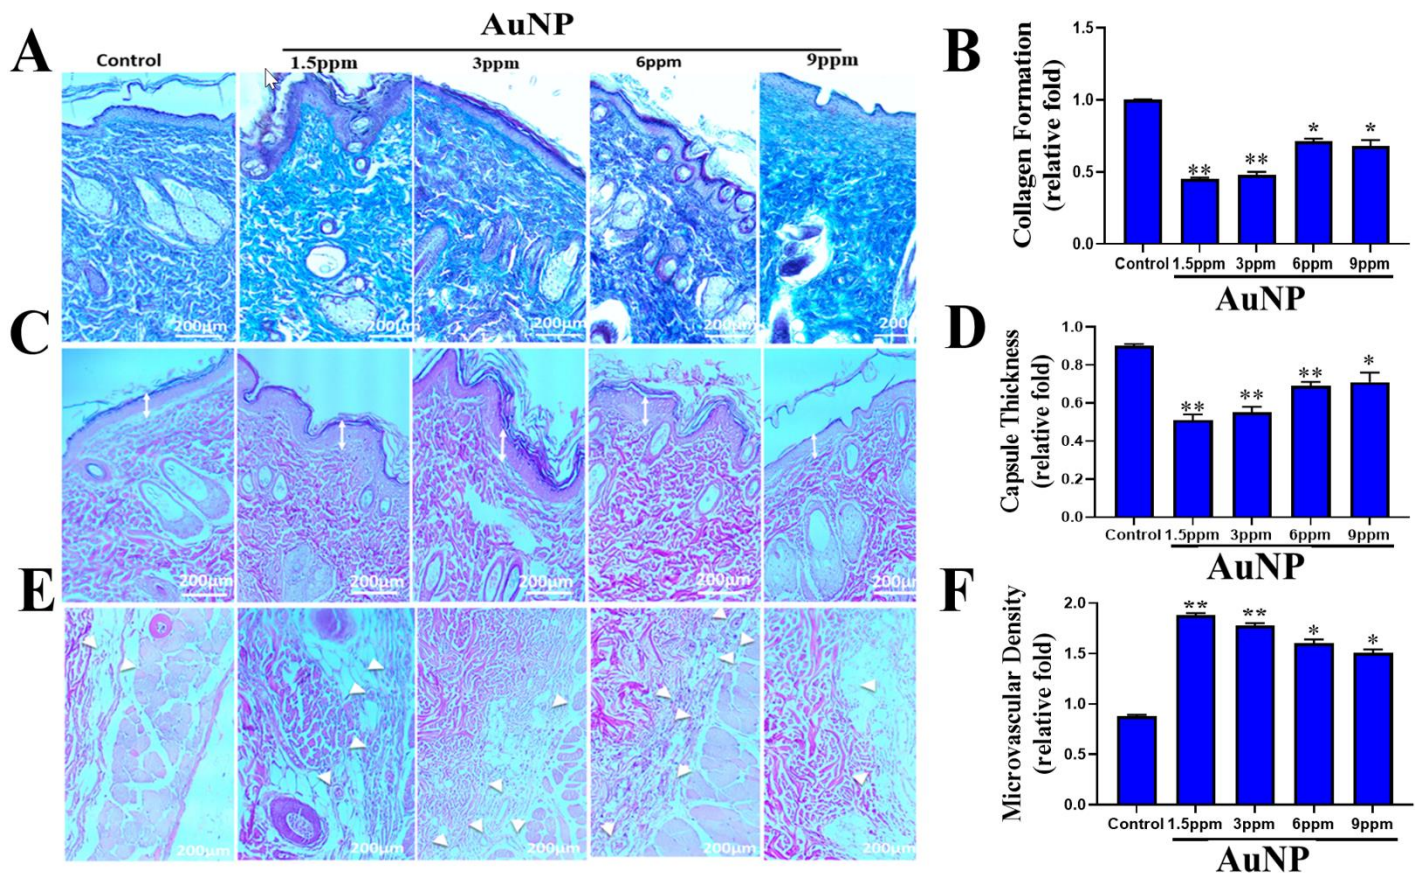 A
AuNP
Control
1.5ppm
3ppm
6ppm
9ppm
200µm
200µm
200µm
200µm
200µm
B
Collagen Formation
(relative fold)
1.5
1.0
0.5
0.0
**
**
*
*
Control
1.5ppm
3ppm
6ppm
9ppm
AuNP
C
200µm
200µm
200µm
200µm
200µm
D
Capsule Thickness
(relative fold)
1.0
0.8
0.6
0.4
0.2
0.0
**
**
**
*
Control
1.5ppm
3ppm
6ppm
9ppm
AuNP
E
200µm
200µm
200µm
200µm
200µm
F
Microvascular Density
(relative fold)
2.0
1.5
1.0
0.5
0.0
**
**
*
*
Control
1.5ppm
3ppm
6ppm
9ppm
AuNP